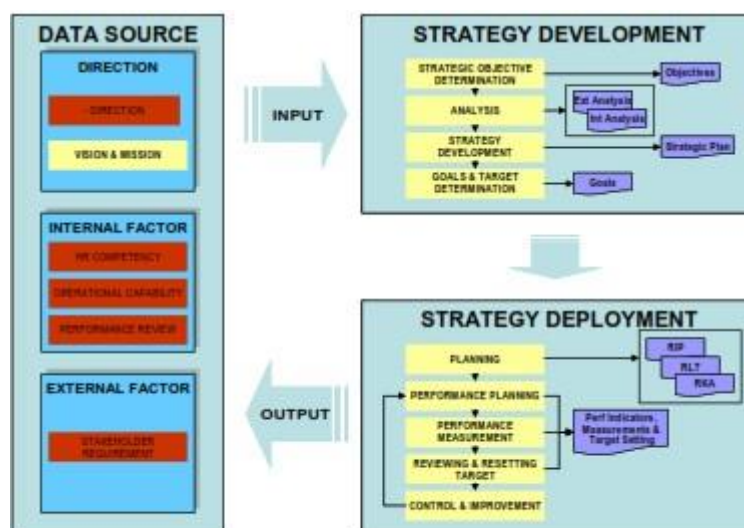 DATA SOURCE
DIRECTION
DIRECTION
VISION & MISSION
INTERNAL FACTOR
HR COMPETENCY
OPERATIONAL CAPABILITY
PERFORMANCE REVIEW
EXTERNAL FACTOR
STAKEHOLDER
REQUIREMENT
INPUT
STRATEGY DEVELOPMENT
STRATEGIC OBJECTIVE
DETERMINATION
Objectives
ANALYSIS
Ext Analysis
Int Analysis
STRATEGY
DEVELOPMENT
Strategic Plan
GOALS & TARGET
DETERMINATION
Goals
STRATEGY DEPLOYMENT
PLANNING
RJP
RLT
RKA
PERFORMANCE PLANNING
PERFORMANCE
MEASUREMENT
Perf Indicators,
Measurements &
Target Setting
REVIEWING & RESETTING
TARGET
CONTROL & IMPROVEMENT
OUTPUT